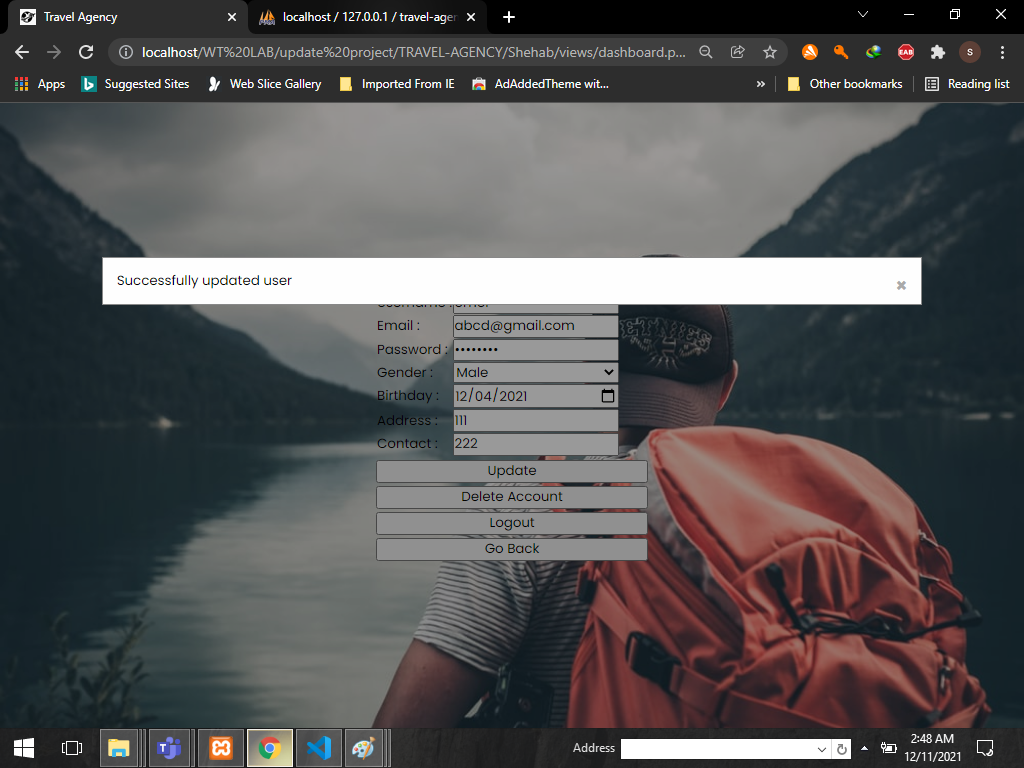 Travel Agency
localhost / 127.0.0.1 / travel-agen
localhost/WT%20LAB/update%20project/TRAVEL-AGENCY/Shehab/views/dashboard.p...
EAB
S
Apps
Suggested Sites
Web Slice Gallery
Imported From IE
AdAddedTheme wit...
»
Other bookmarks
Reading list
Successfully updated user
Email :
abcd@gmail.com
Password :
Gender :
Male
Birthday :
12/04/2021
Address :
111
Contact :
222
Update
Delete Account
Logout
Go Back
Address
2:48 AM
12/11/2021